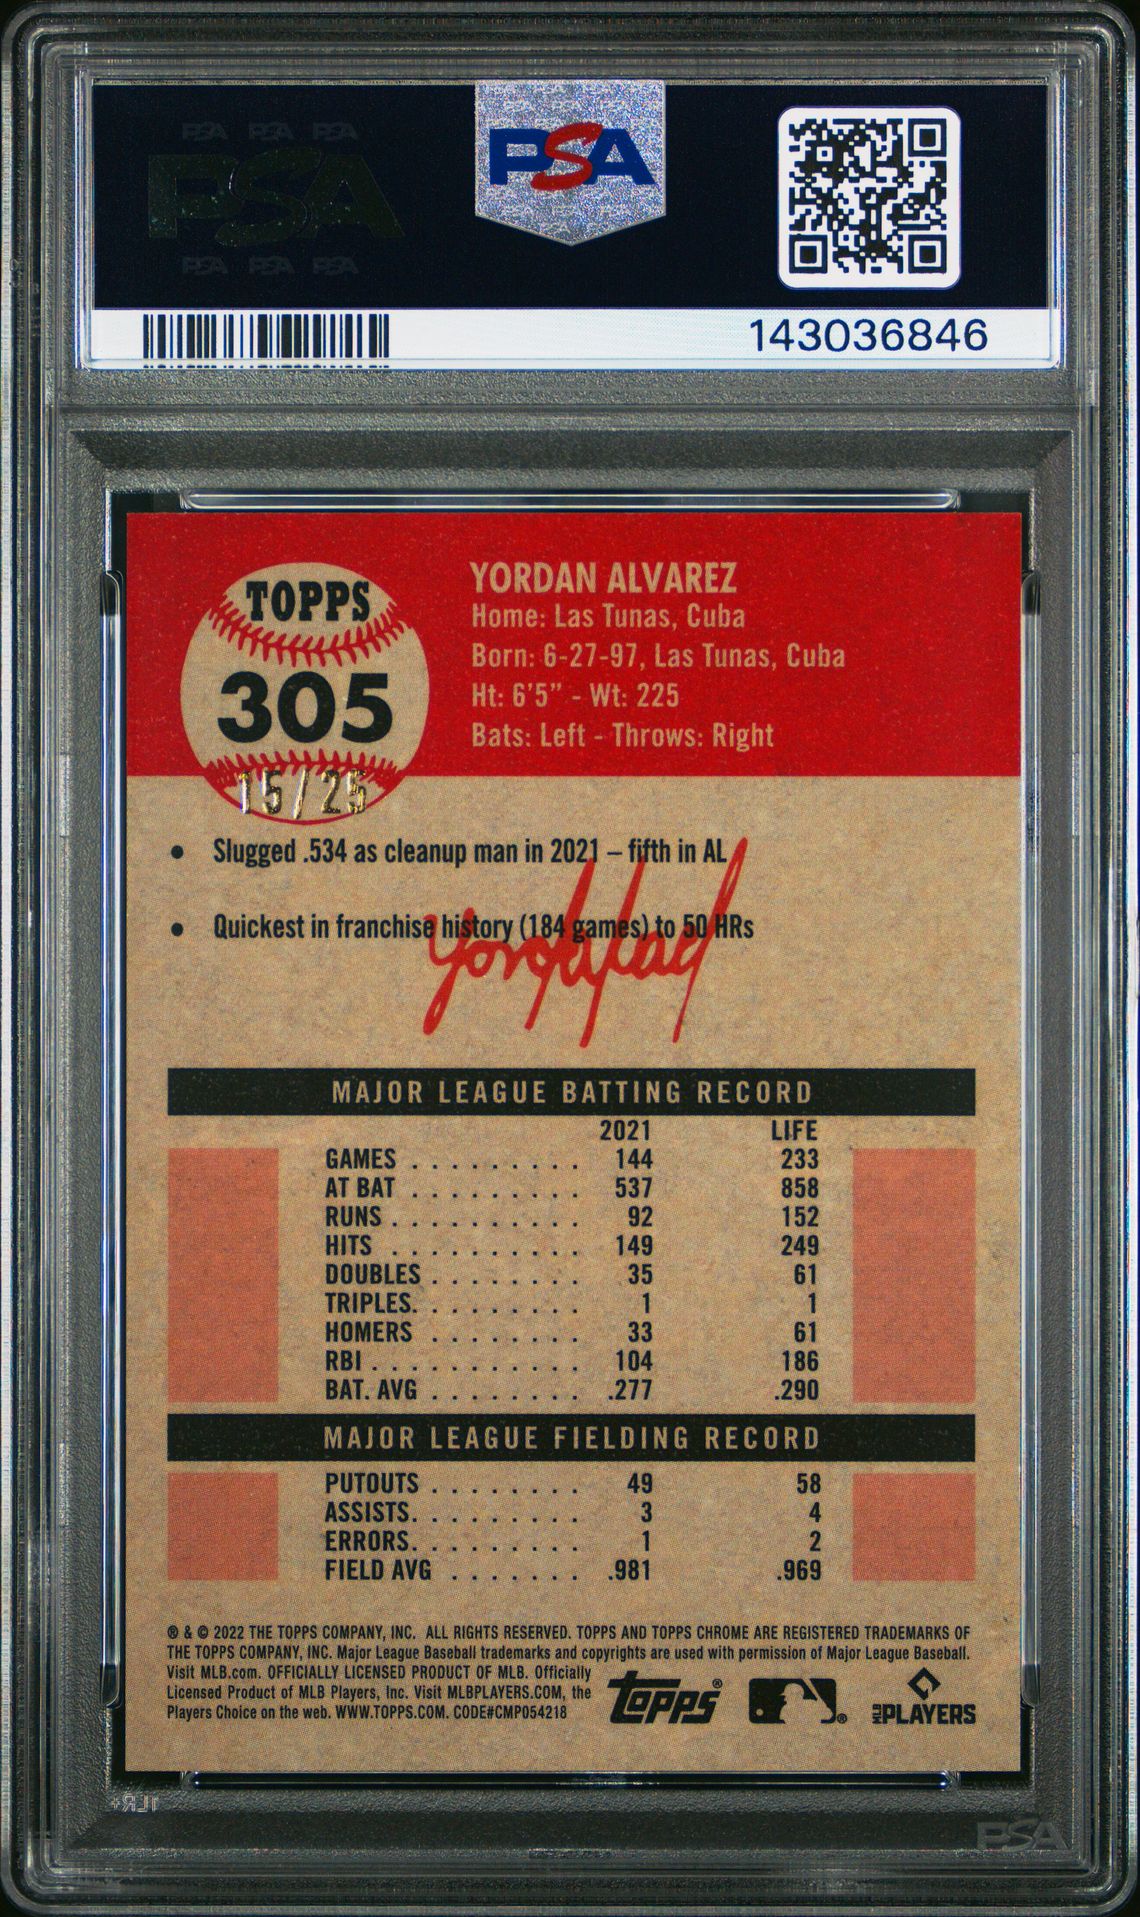 PSA PSA PSA
PSA
PSA PSA PSA
PSA
143036846
TOPPS
305
15/25
YORDAN ALVAREZ
Home: Las Tunas, Cuba
Born: 6-27-97, Las Tunas, Cuba
Ht: 6'5" - Wt: 225
Bats: Left - Throws: Right
• Slugged .534 as cleanup man in 2021 – fifth in AL
• Quickest in franchise history (184 games) to 50 HRs
MAJOR LEAGUE BATTING RECORD
2021 LIFE
GAMES . . . . . . . . . 144 233
AT BAT . . . . . . . . . 537 858
RUNS . . . . . . . . . . 92 152
HITS . . . . . . . . . . 149 249
DOUBLES . . . . . . . . 35 61
TRIPLES. . . . . . . . . 1 1
HOMERS . . . . . . . . 33 61
RBI . . . . . . . . . . . 104 186
BAT. AVG . . . . . . . . .277 .290
MAJOR LEAGUE FIELDING RECORD
PUTOUTS . . . . . . . . 49 58
ASSISTS. . . . . . . . . 3 4
ERRORS. . . . . . . . . 1 2
FIELD AVG . . . . . . . .981 .969
® & © 2022 THE TOPPS COMPANY, INC. ALL RIGHTS RESERVED. TOPPS AND TOPPS CHROME ARE REGISTERED TRADEMARKS OF
THE TOPPS COMPANY, INC. Major League Baseball trademarks and copyrights are used with permission of Major League Baseball.
Visit MLB.com. OFFICIALLY LICENSED PRODUCT OF MLB. Officially
Licensed Product of MLB Players, Inc. Visit MLBPLAYERS.COM, the
Players Choice on the web. WWW.TOPPS.COM. CODE#CMP054218
topps®
®
MLB PLAYERS
PSA